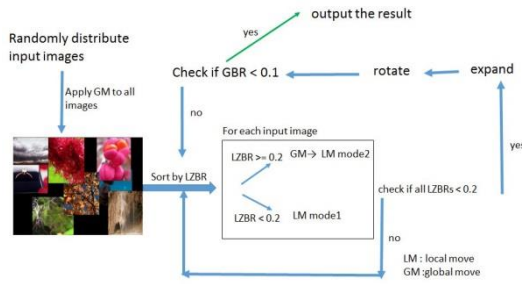 output the result
yes
Randomly distribute
input images
Check if GBR < 0.1
rotate
expand
Apply GM to all
images
no
yes
For each input image
LZBR >= 0.2 GM→ LM mode2
Sort by LZBR
check if all LZBRs < 0.2
LZBR < 0.2 LM mode1
no
LM : local move
GM :global move